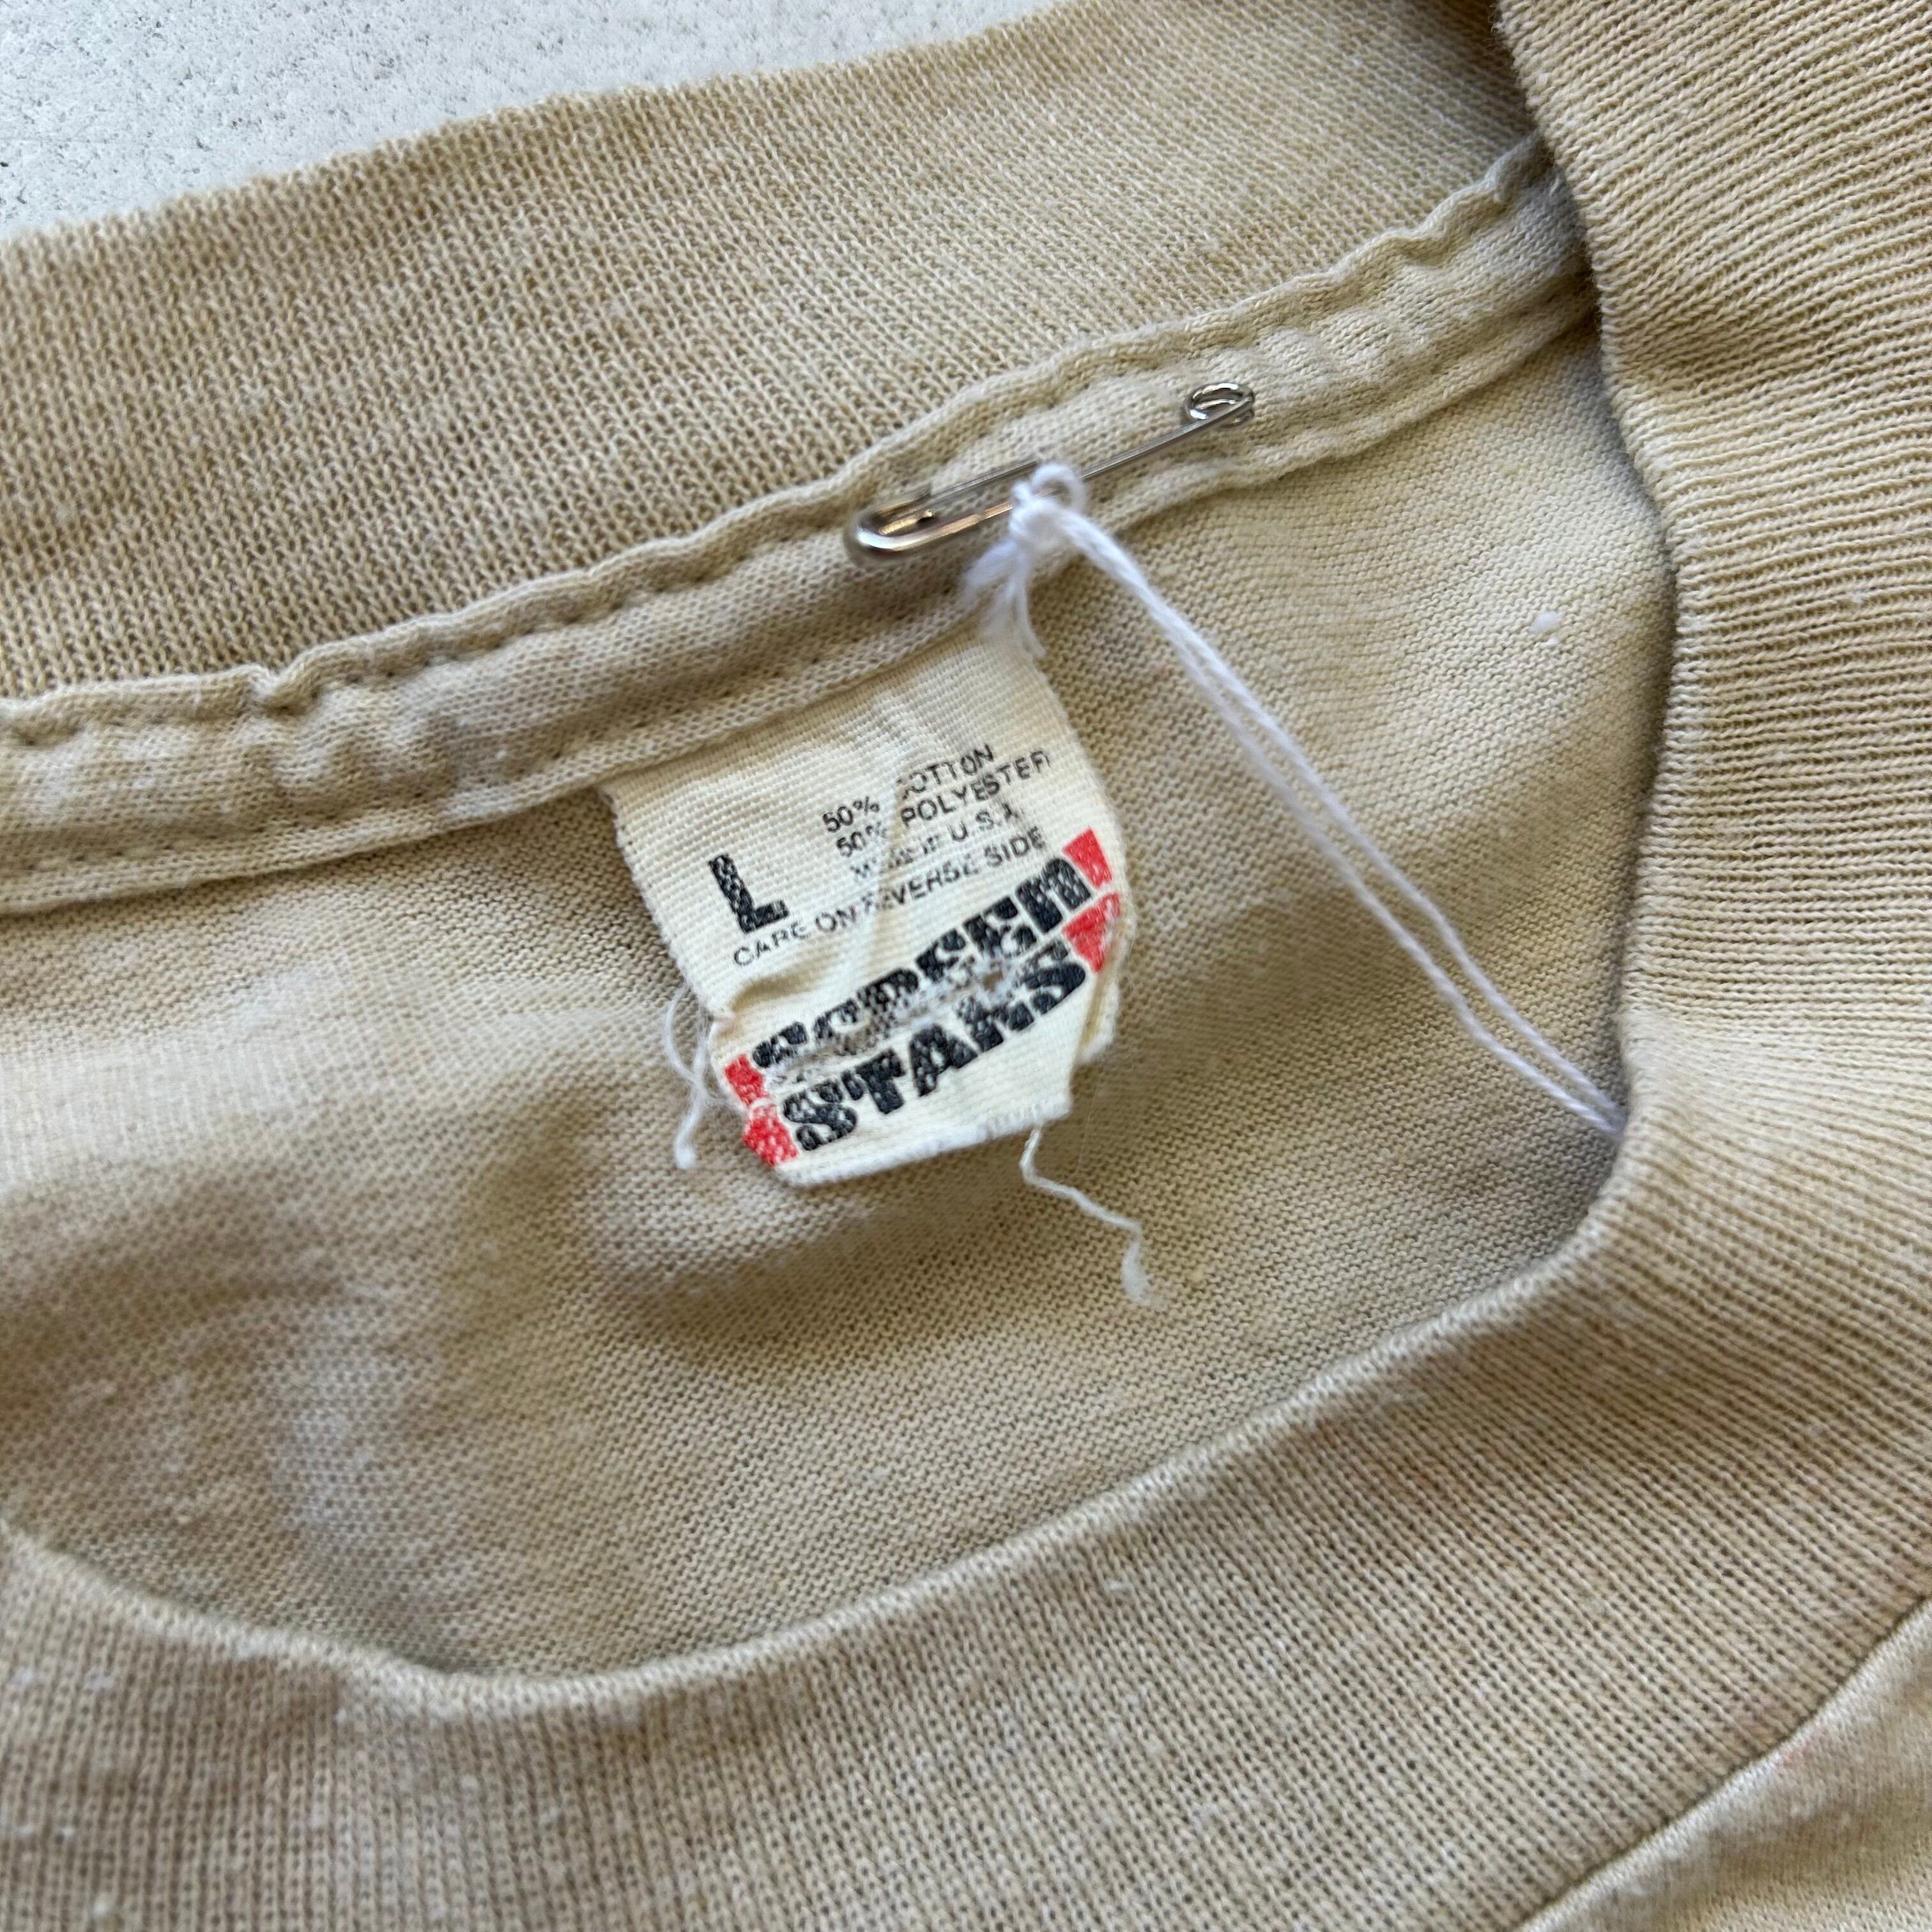 L
50% COTTON
50% POLYESTER
MADE IN U.S.A.
CARE ON REVERSE SIDE
SCREEN
STARS